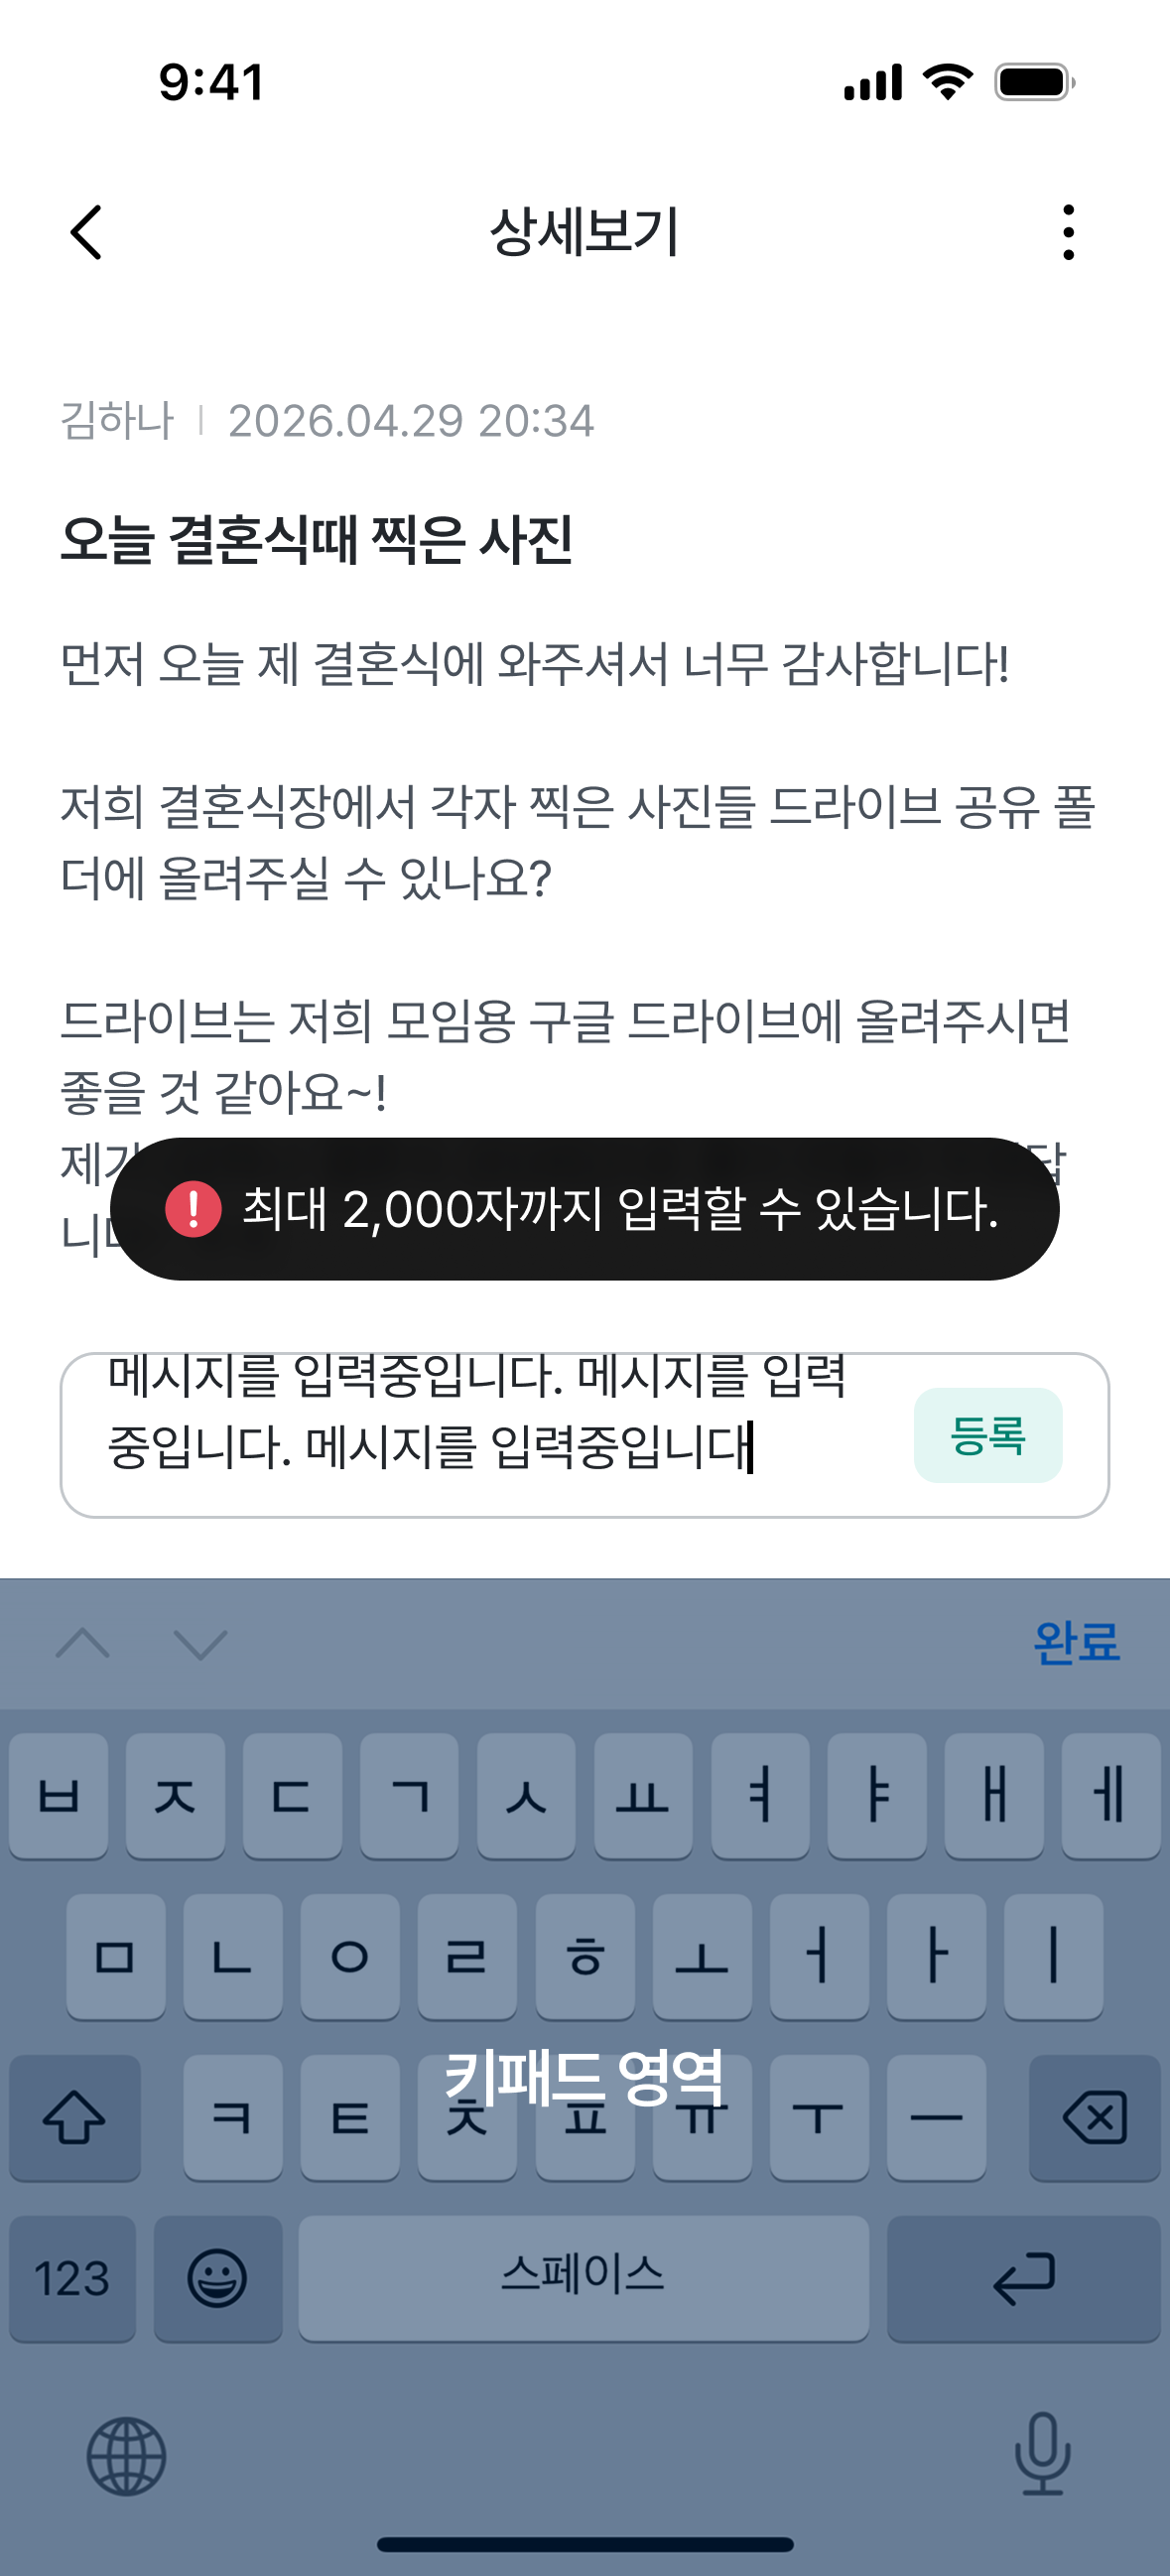 9:41
상세보기
김하나 | 2026.04.29 20:34
오늘 결혼식때 찍은 사진
먼저 오늘 제 결혼식에 와주셔서 너무 감사합니다!
저희 결혼식장에서 각자 찍은 사진들 드라이브 공유 폴
더에 올려주실 수 있나요?
드라이브는 저희 모임용 구글 드라이브에 올려주시면
좋을 것 같아요~!
최대 2,000자까지 입력할 수 있습니다.
메시지를 입력중입니다. 메시지를 입력
중입니다. 메시지를 입력중입니다
등록
완료
ㅂ ㅈ ㄷ ㄱ ㅅ ㅛ ㅕ ㅑ ㅐ ㅔ
ㅁ ㄴ ㅇ ㄹ ㅎ ㅗ ㅓ ㅏ ㅣ
키패드 영역
ㅋ ㅌ ㅊ ㅍ ㅠ ㅜ ㅡ
123 스페이스